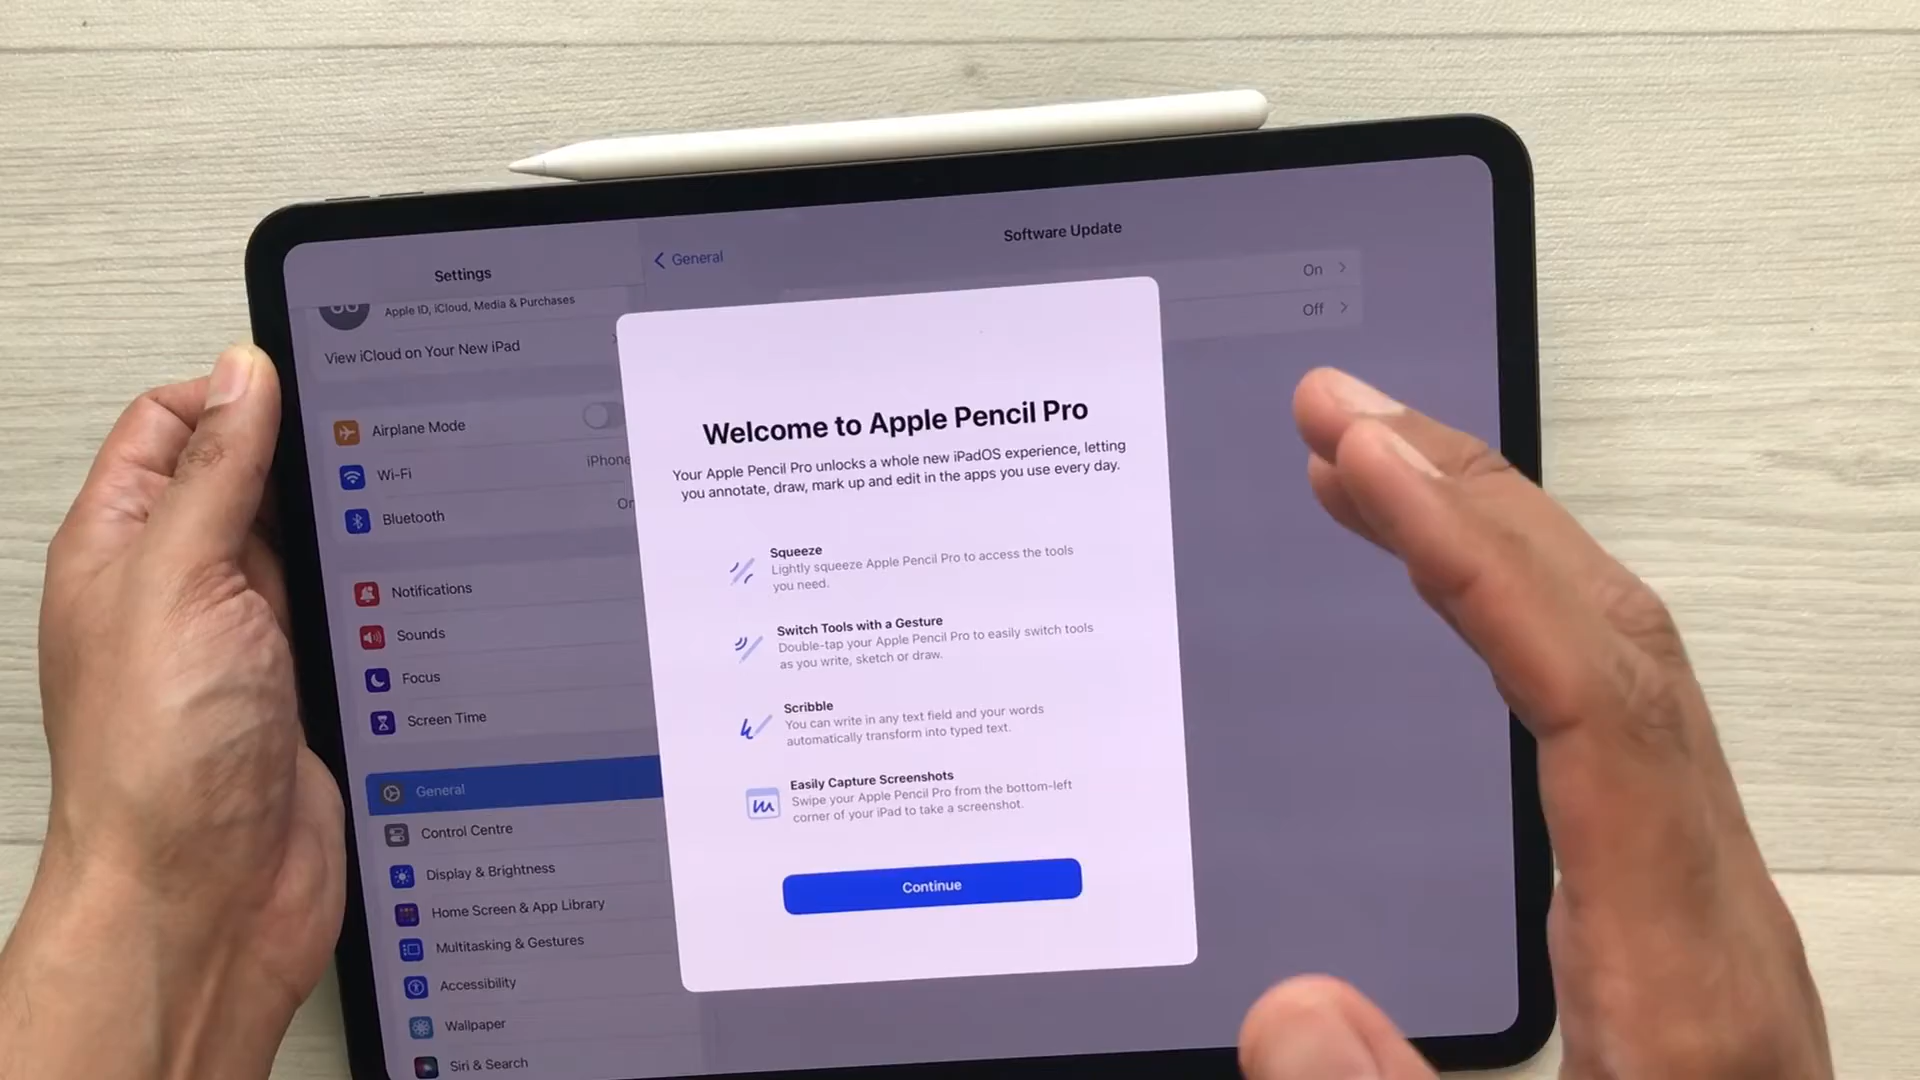 Settings
Apple ID, iCloud, Media & Purchases
View iCloud on Your New iPad
Airplane Mode
Wi-Fi
iPhone
Bluetooth
On
Notifications
Sounds
Focus
Screen Time
General
Control Centre
Display & Brightness
Home Screen & App Library
Multitasking & Gestures
Accessibility
Wallpaper
Siri & Search
General
Software Update
On
Off
Welcome to Apple Pencil Pro
Your Apple Pencil Pro unlocks a whole new iPadOS experience, letting
you annotate, draw, mark up and edit in the apps you use every day.
Squeeze
Lightly squeeze Apple Pencil Pro to access the tools
you need.
Switch Tools with a Gesture
Double-tap your Apple Pencil Pro to easily switch tools
as you write, sketch or draw.
Scribble
You can write in any text field and your words
automatically transform into typed text.
Easily Capture Screenshots
Swipe your Apple Pencil Pro from the bottom-left
corner of your iPad to take a screenshot.
Continue